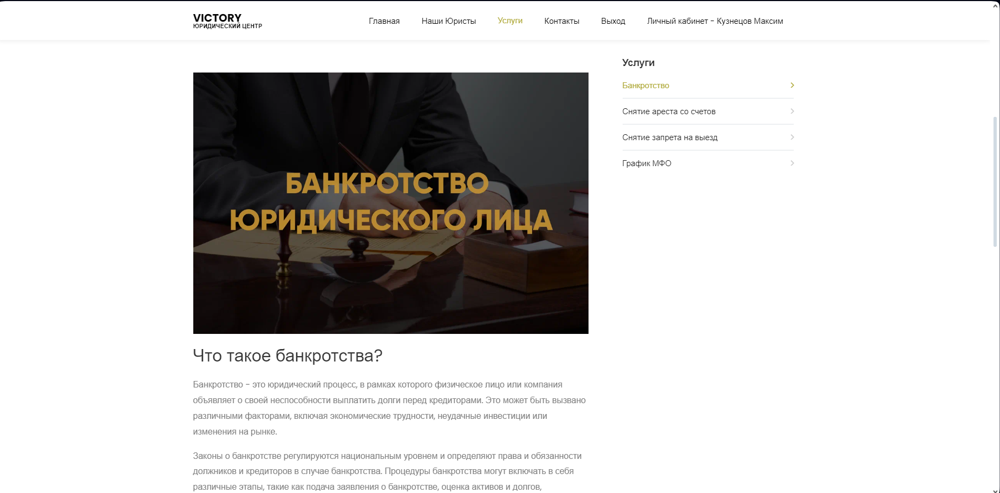 VICTORY
ЮРИДИЧЕСКИЙ ЦЕНТР
Главная
Наши Юристы
Услуги
Контакты
Выход
Личный кабинет - Кузнецов Максим
БАНКРОТСТВО
ЮРИДИЧЕСКОГО ЛИЦА
Что такое банкротства?
Банкротство - это юридический процесс, в рамках которого физическое лицо или компания
объявляет о своей неспособности выплатить долги перед кредиторами. Это может быть вызвано
различными факторами, включая экономические трудности, неудачные инвестиции или
изменения на рынке.
Законы о банкротстве регулируются национальным уровнем и определяют права и обязанности
должников и кредиторов в случае банкротства. Процедуры банкротства могут включать в себя
различные этапы, такие как подача заявления о банкротстве, оценка активов и долгов,
Услуги
Банкротство
Снятие ареста со счетов
Снятие запрета на выезд
График МФО